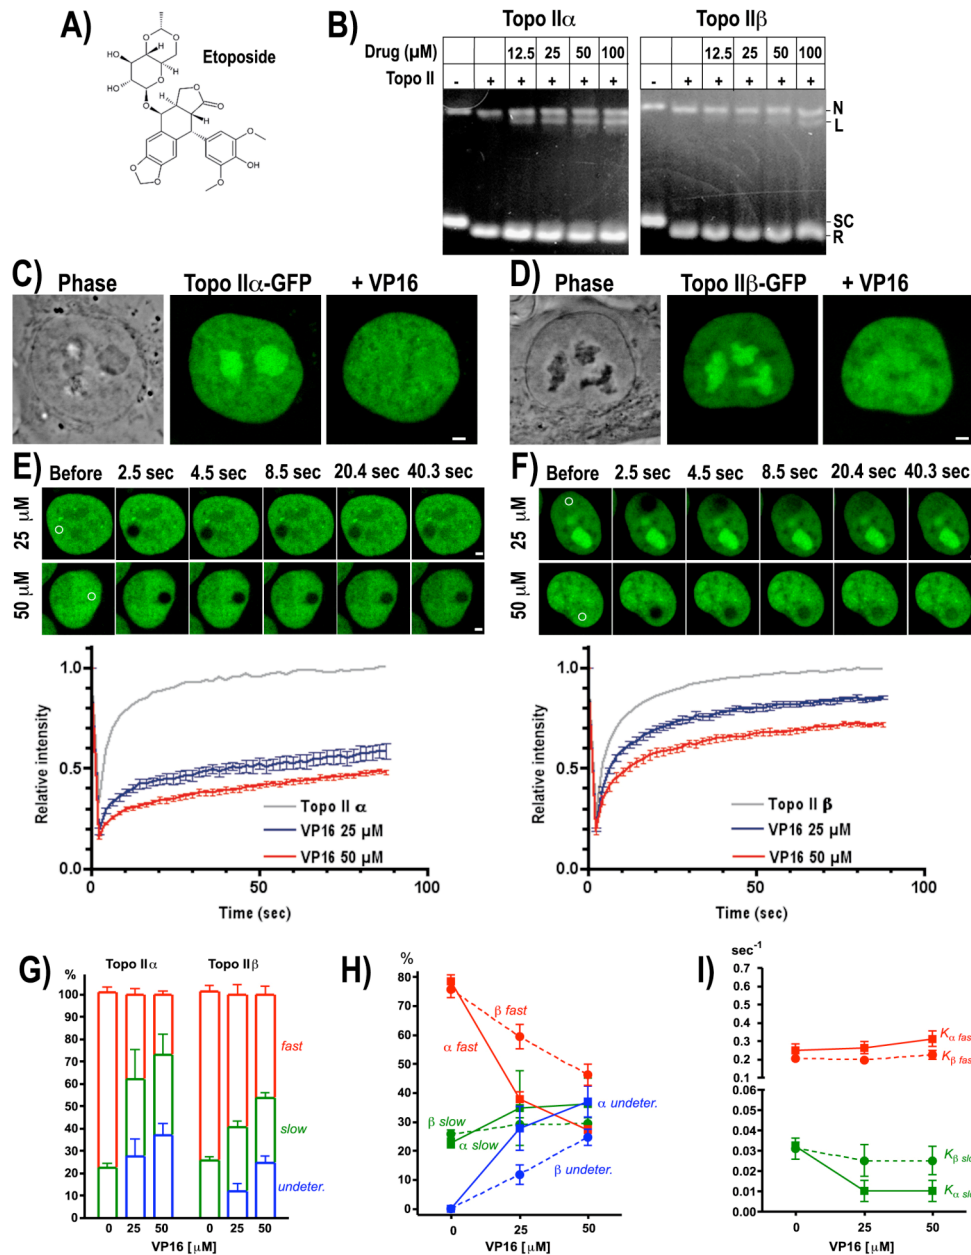 A)
Etoposide
HO
HO
H
H
O
O
O
O
O
H
H
O
O
O
O
O
OH
O
B)
Topo IIα
Topo IIβ
Drug (μM) 12.5 25 50 100 12.5 25 50 100
Topo II - + + + + + - + + + + +
N
L
SC
R
C)
Phase Topo IIα-GFP + VP16
D)
Phase Topo IIβ-GFP + VP16
E)
Before 2.5 sec 4.5 sec 8.5 sec 20.4 sec 40.3 sec
25 μM
50 μM
F)
Before 2.5 sec 4.5 sec 8.5 sec 20.4 sec 40.3 sec
25 μM
50 μM
Relative intensity
1.0
0.5
0.0
0 50 100
Time (sec)
Topo II α
VP16 25 μM
VP16 50 μM
Relative intensity
1.0
0.5
0.0
0 50 100
Time (sec)
Topo II β
VP16 25 μM
VP16 50 μM
G)
Topo IIα Topo IIβ
%
100
90
80
70
60
50
40
30
20
10
0
fast
slow
undeter.
0 25 50 0 25 50
VP16 [μM]
H)
%
80
70
60
50
40
30
20
10
0
β fast
α fast
β slow
α slow
α undeter.
β undeter.
0 25 50
VP16 [μM]
I)
sec-1
0.7
0.6
0.5
0.4
0.3
0.2
0.1
0.06
0.05
0.04
0.03
0.02
0.01
0.00
Kα fas
Kβ fas
Kβ slo
Kα slo
0 25 50
VP16 [μM]